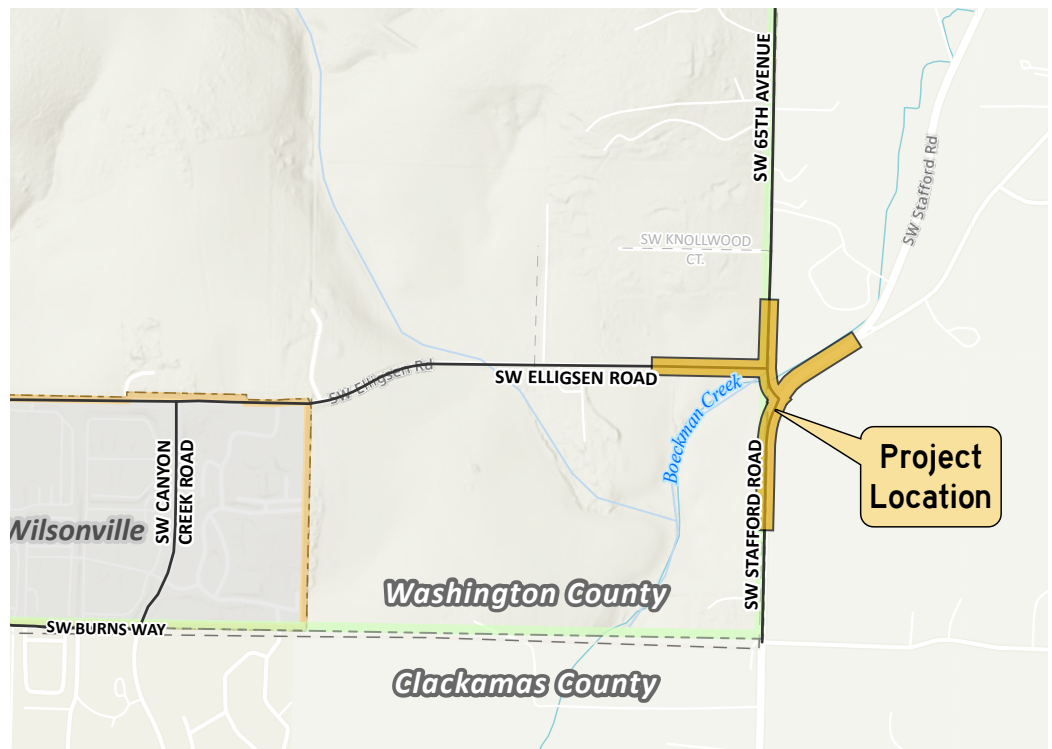 SW 65TH AVENUE
SW Stafford Rd
SW KNOLLWOOD
CT.
SW Elligsen Rd
SW ELLIGSEN ROAD
Boeckman Creek
Project
Location
SW CANYON
CREEK ROAD
SW STAFFORD ROAD
Wilsonville
Washington County
SW BURNS WAY
Clackamas County